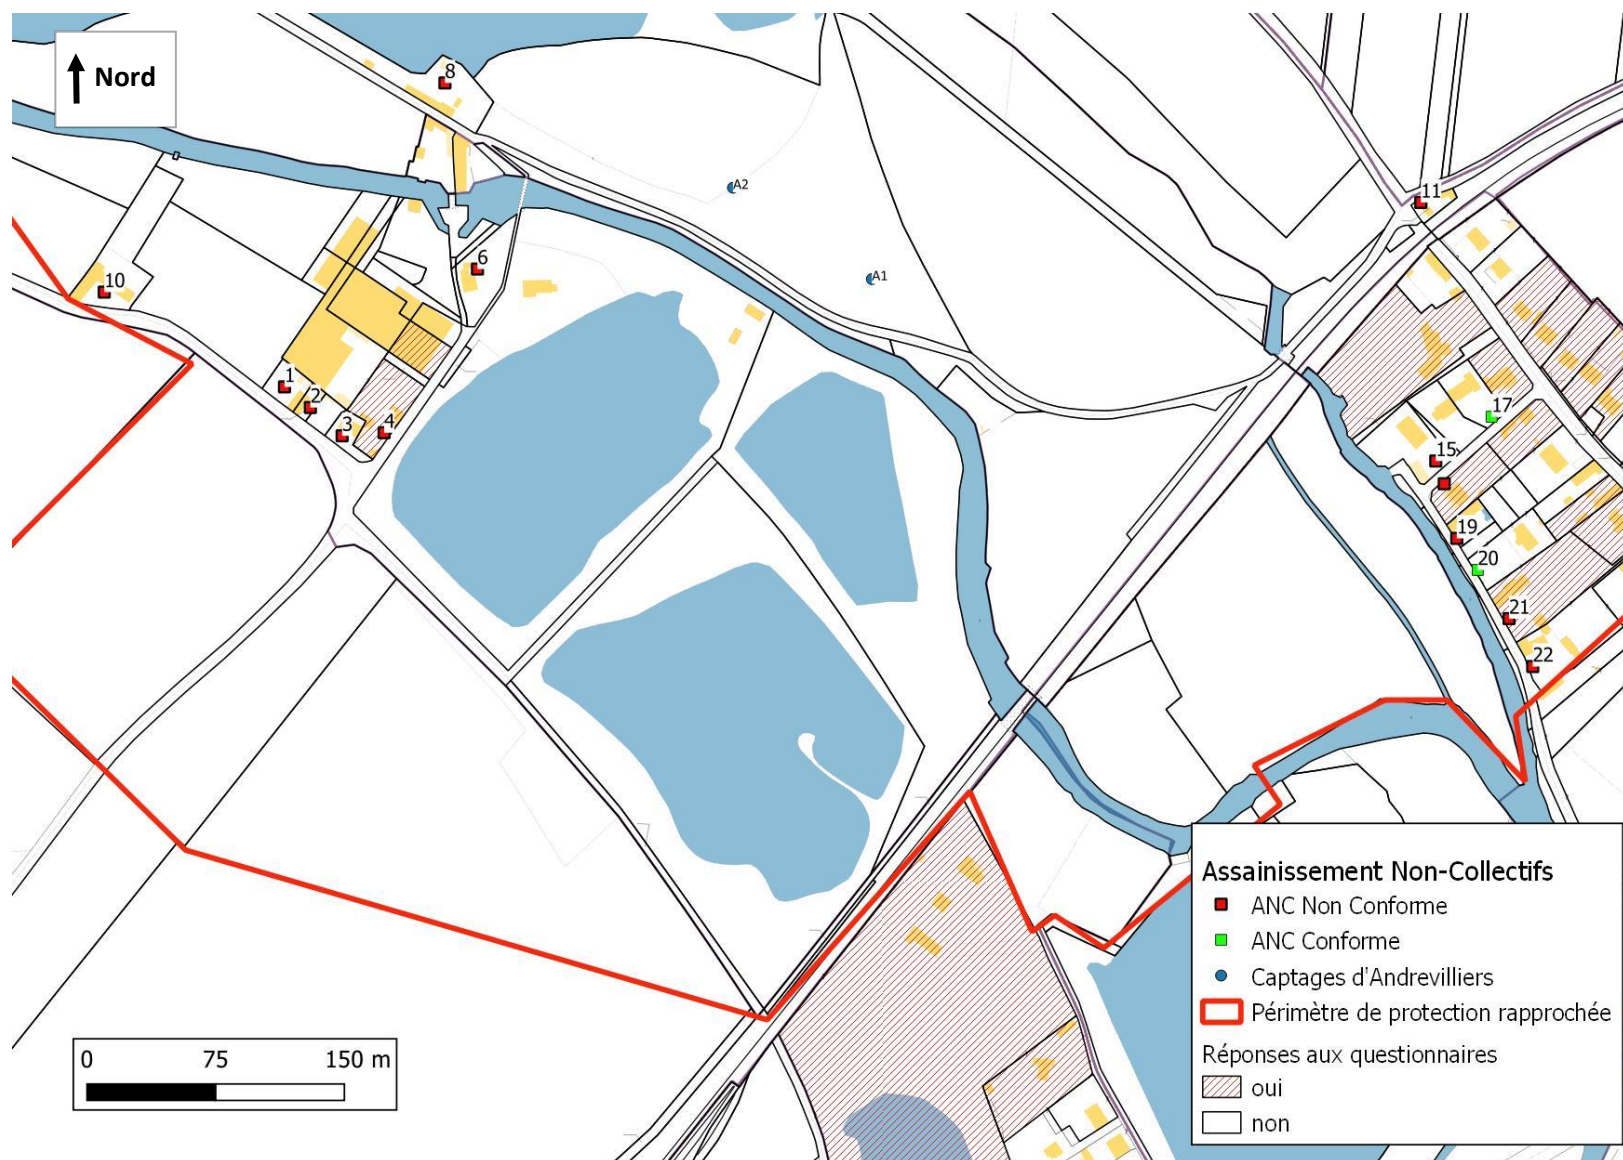 Nord
8
A2
11
10
6
A1
1
2
3
4
17
15
19
20
21
22
Assainissement Non-Collectifs
ANC Non Conforme
ANC Conforme
Captages d'Andrevilliers
Périmètre de protection rapprochée
Réponses aux questionnaires
oui
non
0 75 150 m